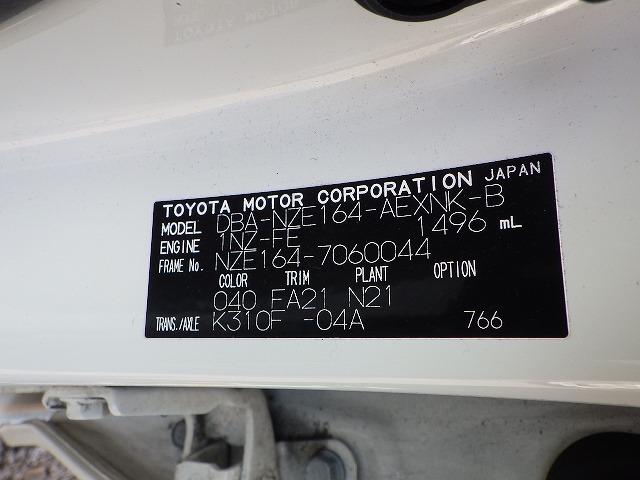 TOYOTA MOTOR CORPORATION JAPAN
MODEL DBA-NZE164-AEXNK-B
ENGINE 1NZ-FE 1496 mL
FRAME No. NZE164-7060044
COLOR TRIM PLANT OPTION
040 FA21 N21
TRANS./AXLE K310F -04A 766